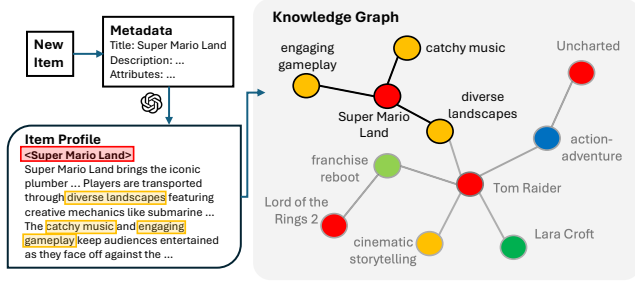 New
Item
Metadata
Title: Super Mario Land
Description: ...
Attributes: ...
Item Profile
<Super Mario Land>
Super Mario Land brings the iconic
plumber ... Players are transported
through diverse landscapes featuring
creative mechanics like submarine ...
The catchy music and engaging
gameplay keep audiences entertained
as they face off against the ...
Knowledge Graph
engaging
gameplay
catchy music
Super Mario
Land
diverse
landscapes
Uncharted
action-
adventure
franchise
reboot
Tom Raider
Lord of the
Rings 2
cinematic
storytelling
Lara Croft